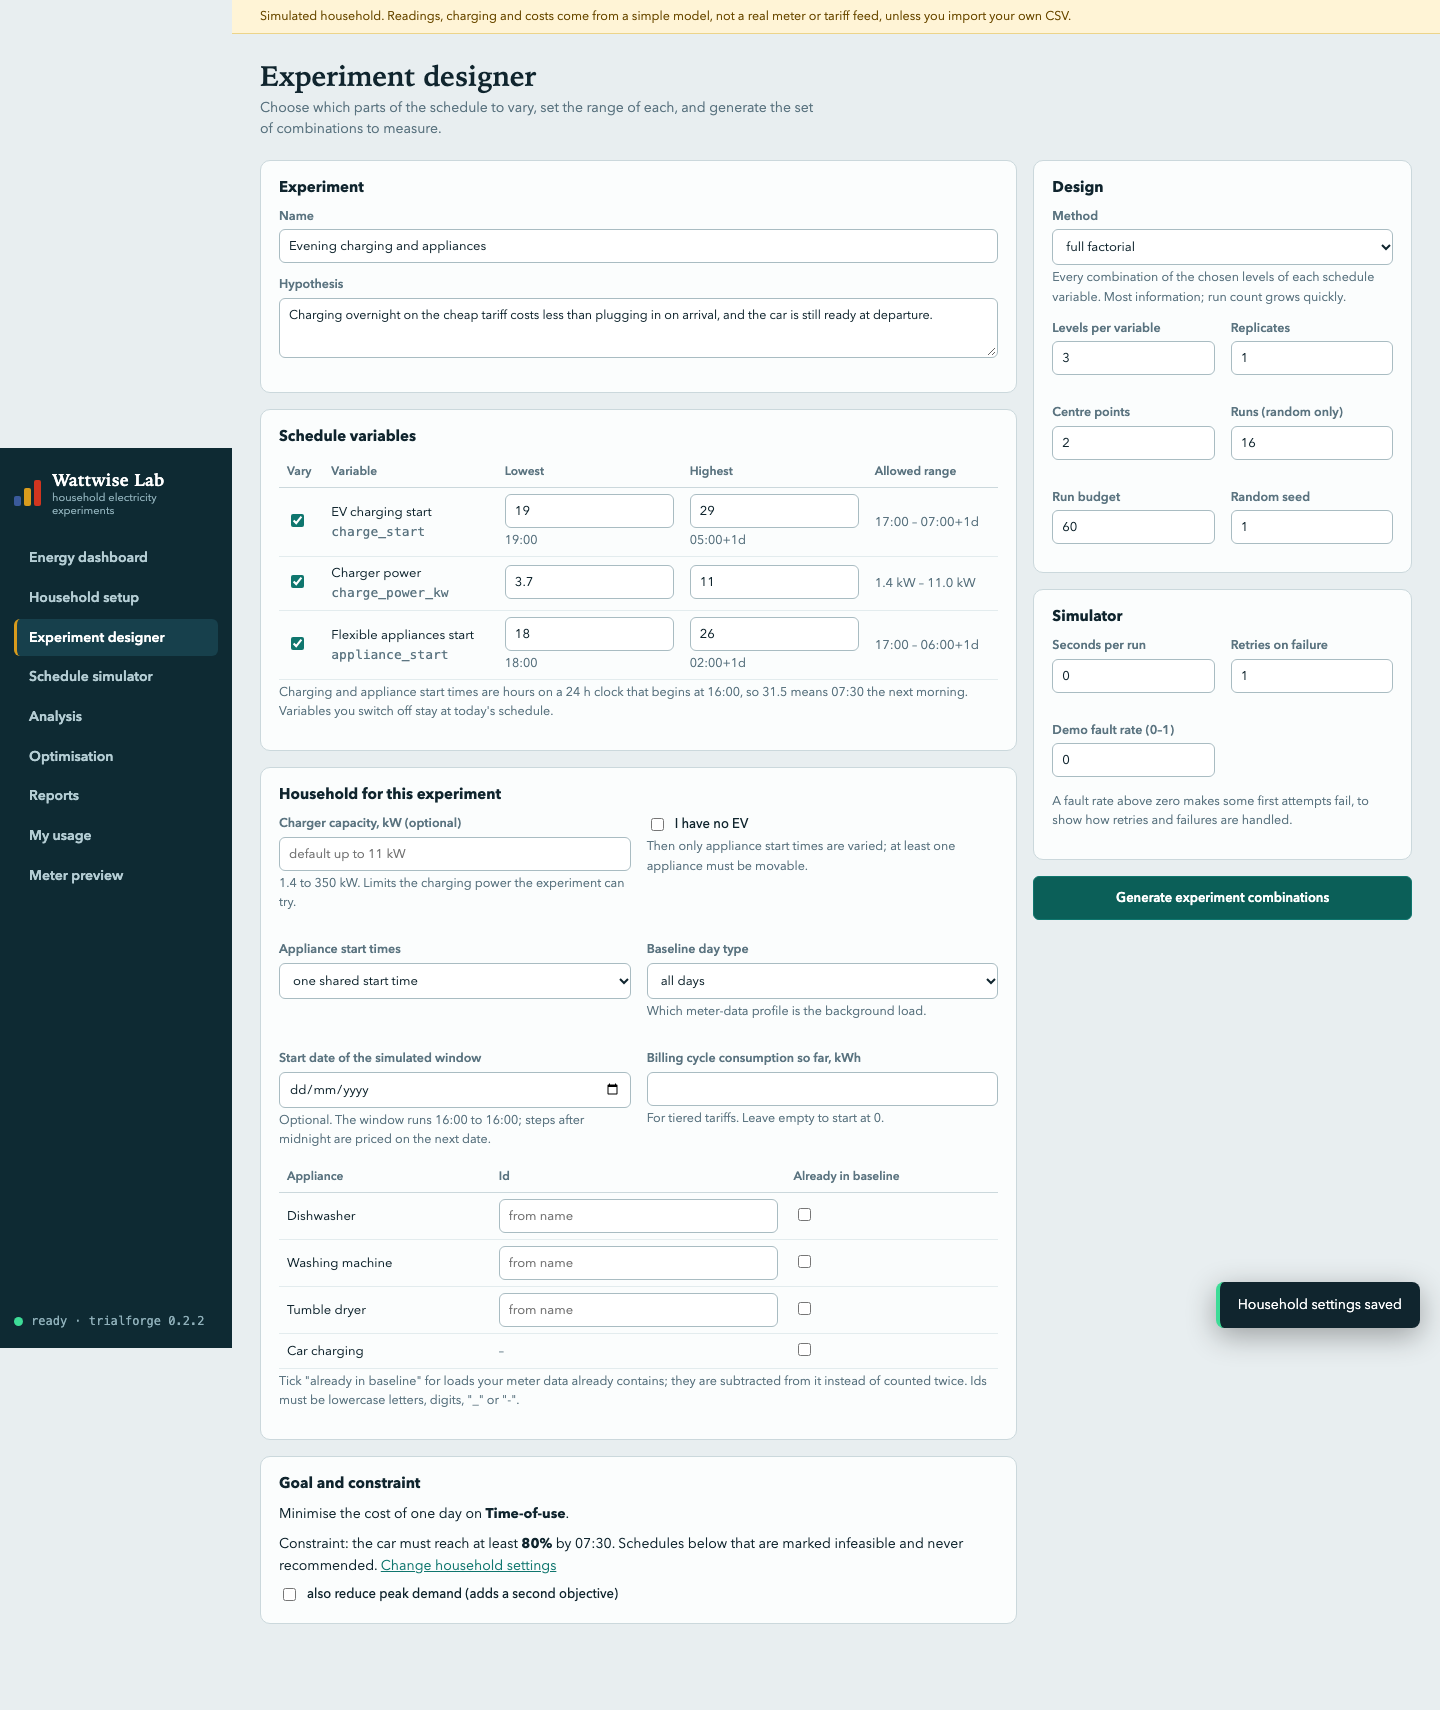 Simulated household. Readings, charging and costs come from a simple model, not a real meter or tariff feed, unless you import your own CSV.
Wattwise Lab
household electricity
experiments
Energy dashboard
Household setup
Experiment designer
Schedule simulator
Analysis
Optimisation
Reports
My usage
Meter preview
ready · trialforge 0.2.2
Experiment designer
Choose which parts of the schedule to vary, set the range of each, and generate the set
of combinations to measure.
Experiment
Name
Evening charging and appliances
Hypothesis
Charging overnight on the cheap tariff costs less than plugging in on arrival, and the car is still ready at departure.
Schedule variables
Vary Variable Lowest Highest Allowed range
EV charging start 19 29
charge_start 19:00 05:00+1d 17:00 – 07:00+1d
Charger power 3.7 11 1.4 kW – 11.0 kW
charge_power_kw
Flexible appliances start 18 26
appliance_start 18:00 02:00+1d 17:00 – 06:00+1d
Charging and appliance start times are hours on a 24 h clock that begins at 16:00, so 31.5 means 07:30 the next morning.
Variables you switch off stay at today's schedule.
Household for this experiment
Charger capacity, kW (optional)
default up to 11 kW
1.4 to 350 kW. Limits the charging power the experiment can
try.
I have no EV
Then only appliance start times are varied; at least one
appliance must be movable.
Appliance start times
one shared start time
Baseline day type
all days
Which meter-data profile is the background load.
Start date of the simulated window
dd/mm/yyyy
Optional. The window runs 16:00 to 16:00; steps after
midnight are priced on the next date.
Billing cycle consumption so far, kWh
For tiered tariffs. Leave empty to start at 0.
Appliance Id Already in baseline
Dishwasher from name
Washing machine from name
Tumble dryer from name
Car charging –
Tick "already in baseline" for loads your meter data already contains; they are subtracted from it instead of counted twice. Ids
must be lowercase letters, digits, "_" or "-".
Goal and constraint
Minimise the cost of one day on Time-of-use.
Constraint: the car must reach at least 80% by 07:30. Schedules below that are marked infeasible and never
recommended. Change household settings
also reduce peak demand (adds a second objective)
Design
Method
full factorial
Every combination of the chosen levels of each schedule
variable. Most information; run count grows quickly.
Levels per variable Replicates
3 1
Centre points Runs (random only)
2 16
Run budget Random seed
60 1
Simulator
Seconds per run Retries on failure
0 1
Demo fault rate (0–1)
0
A fault rate above zero makes some first attempts fail, to
show how retries and failures are handled.
Generate experiment combinations
Household settings saved